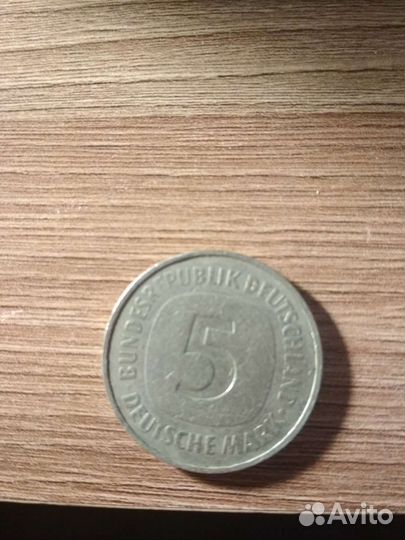 BUNDESREPUBLIK DEUTSCHLAND
5
DEUTSCHE MARK
Avito